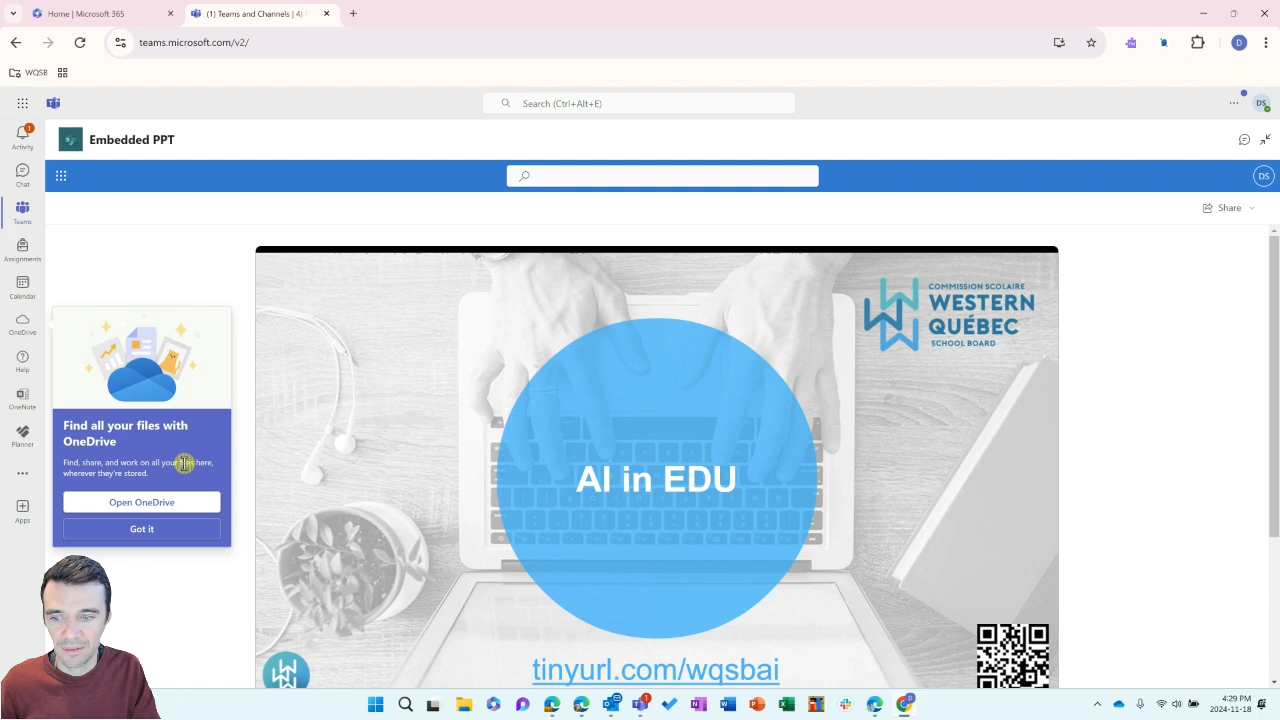 Home | Microsoft 365
(1) Teams and Channels | 4)
teams.microsoft.com/v2/
D
WQSB
Search (Ctrl+Alt+E)
DS
1
Activity
Embedded PPT
Chat
DS
Teams
Share
Assignments
Calendar
OneDrive
Help
OneNote
Planner
Apps
Find all your files with
OneDrive
Find, share, and work on all your here,
wherever they're stored.
Open OneDrive
Got it
COMMISSION SCOLAIRE
WESTERN
QUÉBEC
SCHOOL BOARD
AI in EDU
tinyurl.com/wqsbai
4:29 PM
2024-11-18